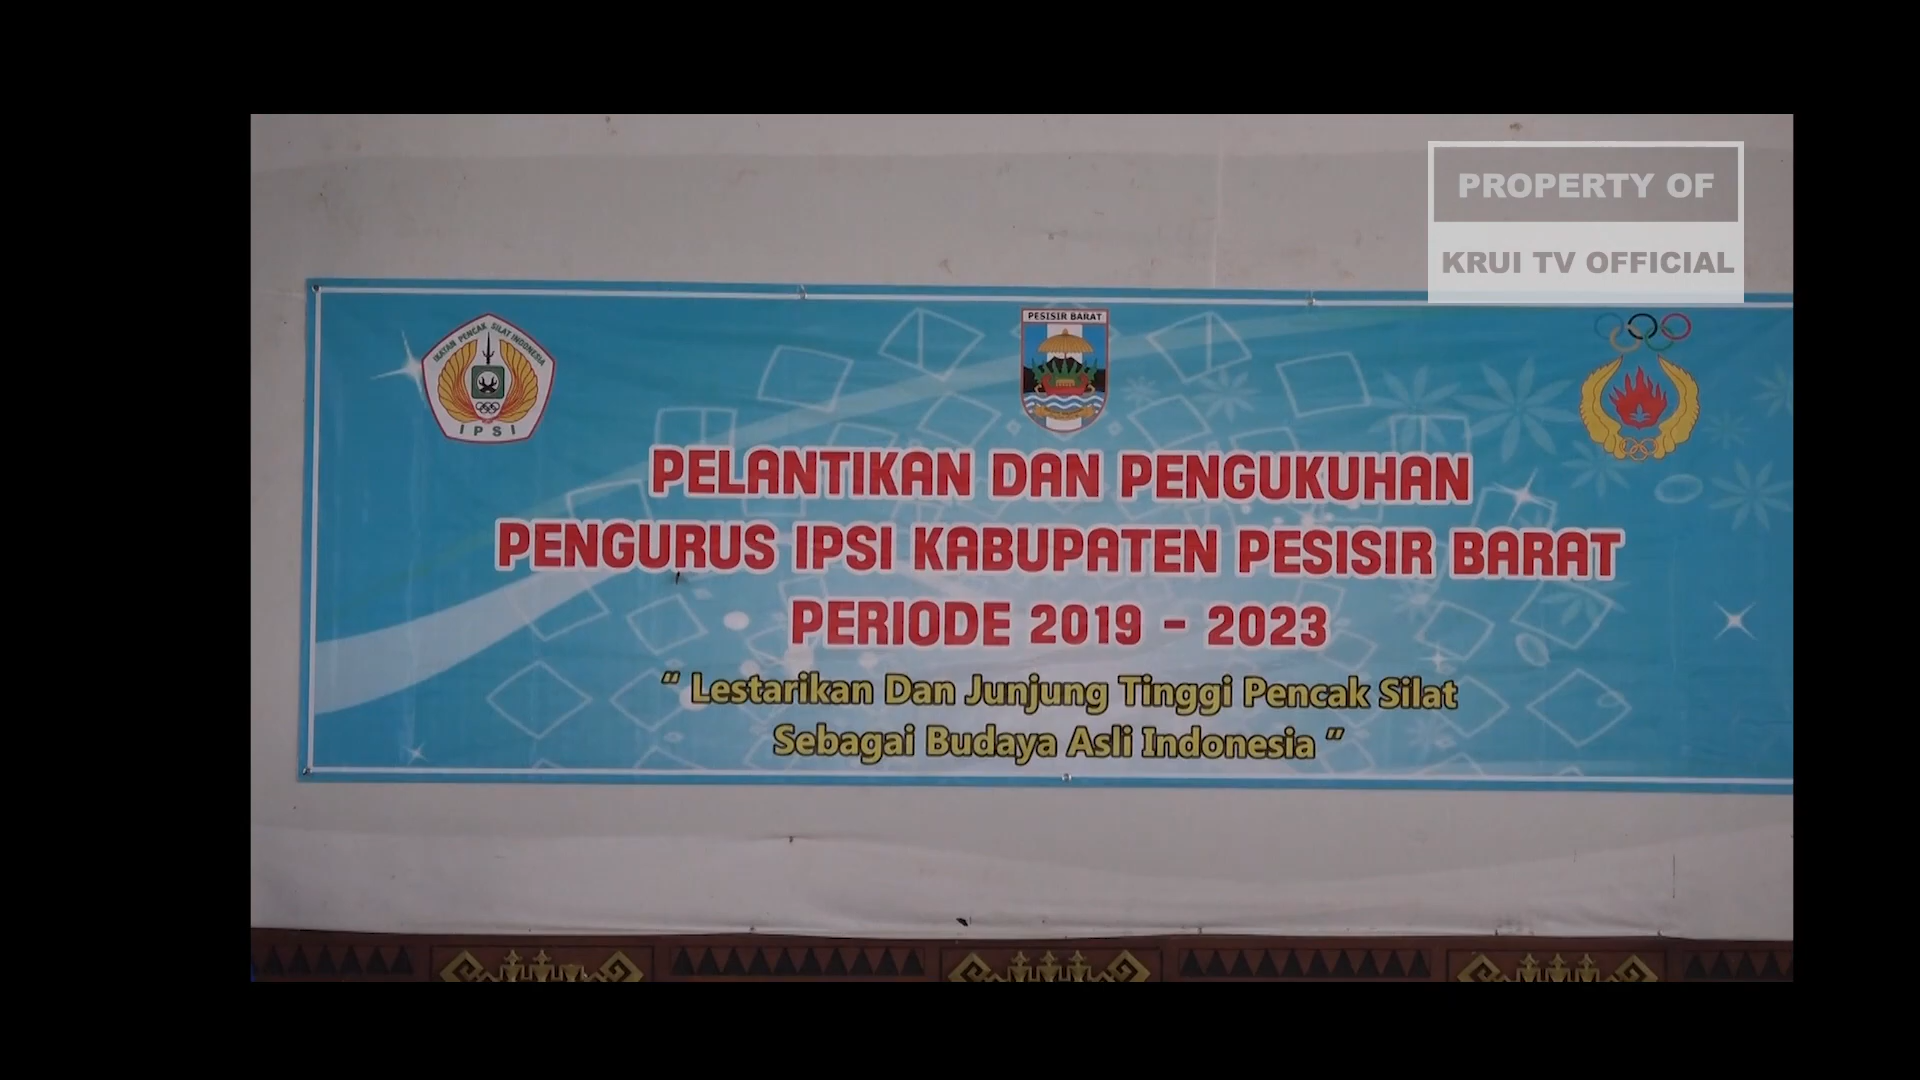 PROPERTY OF
KRUI TV OFFICIAL
IKATAN PENCAK SILAT INDONESIA
IPSI
PESISIR BARAT
PELANTIKAN DAN PENGUKUHAN
PENGURUS IPSI KABUPATEN PESISIR BARAT
PERIODE 2019 - 2023
" Lestarikan Dan Junjung Tinggi Pencak Silat
Sebagai Budaya Asli Indonesia "